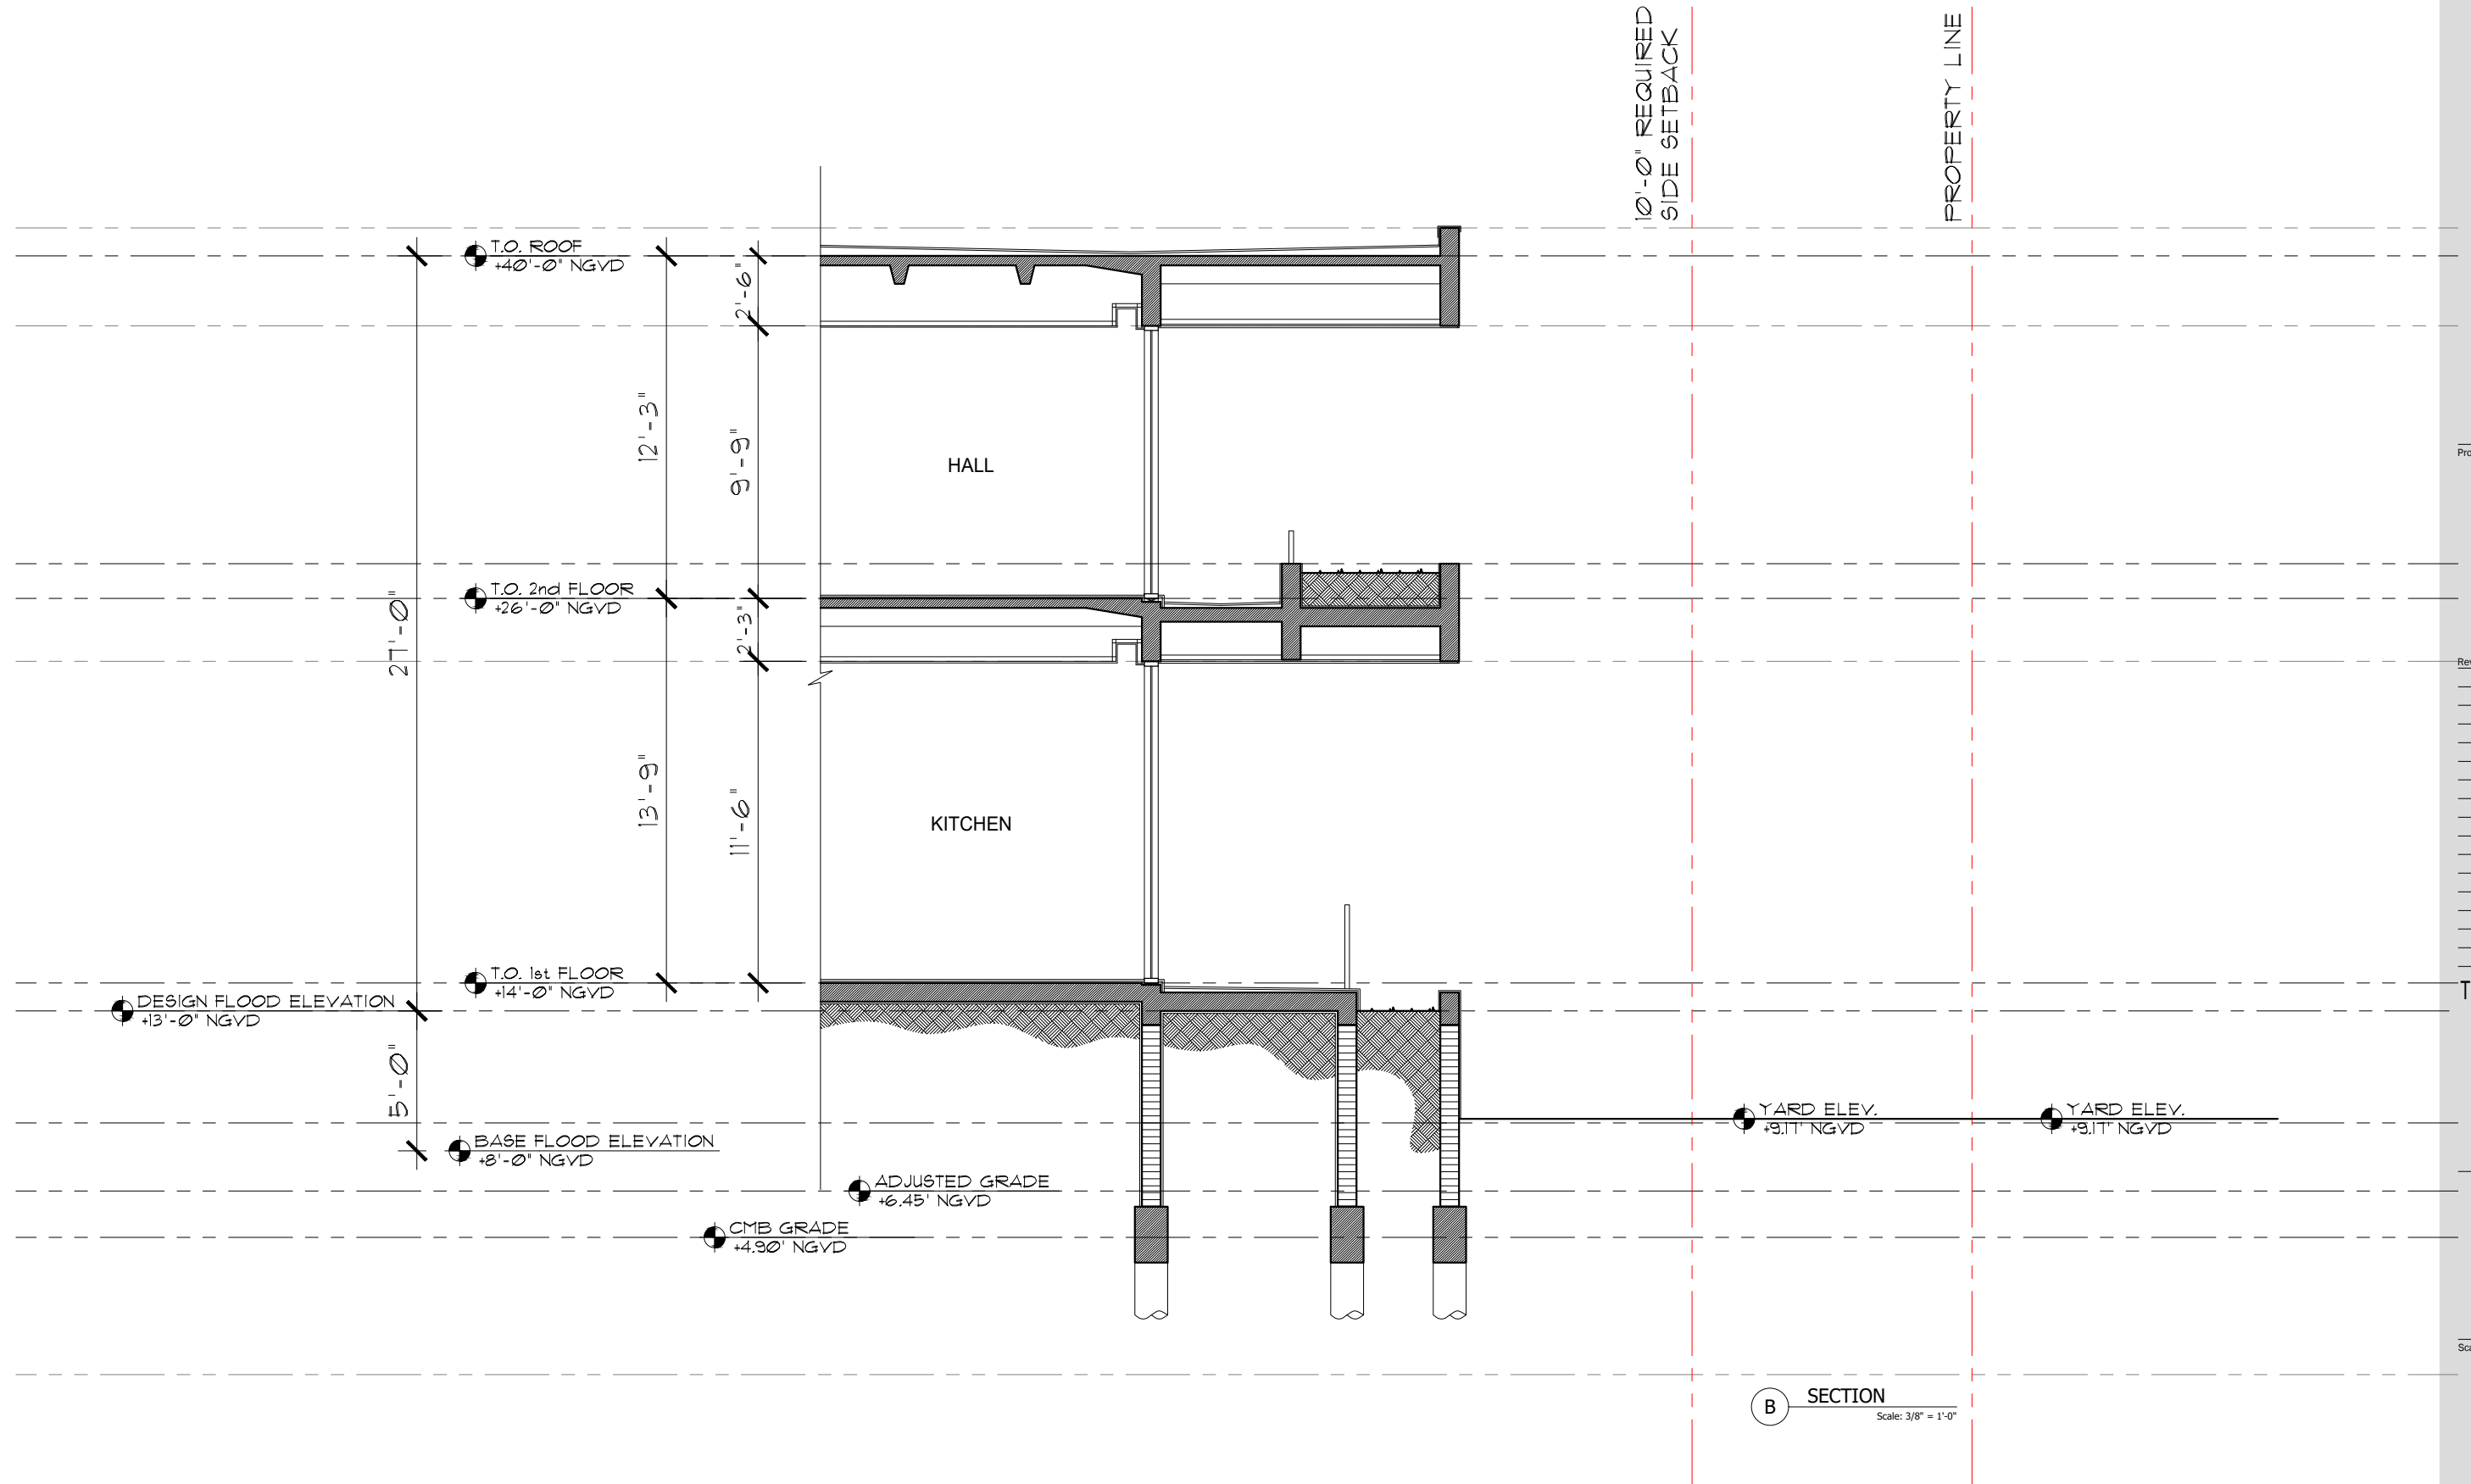 10'-0" REQUIRED
SIDE SETBACK
PROPERTY LINE
T.O. ROOF
+40'-0" NGVD
2'-6"
12'-3"
9'-9"
HALL
Pro
T.O. 2nd FLOOR
+26'-0" NGVD
27'-0"
2'-3"
Rev
13'-9"
11'-6"
KITCHEN
T.O. 1st FLOOR
+14'-0" NGVD
T
DESIGN FLOOD ELEVATION
+13'-0" NGVD
5'-0"
YARD ELEV.
+9.17' NGVD
YARD ELEV.
+9.17' NGVD
BASE FLOOD ELEVATION
+8'-0" NGVD
ADJUSTED GRADE
+6.45' NGVD
CMB GRADE
+4.90' NGVD
Sca
B
SECTION
Scale: 3/8" = 1'-0"